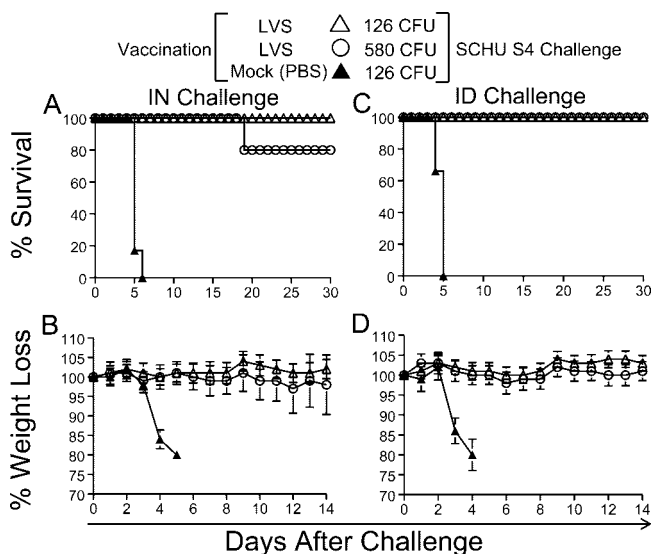 LVS 126 CFU
Vaccination LVS 580 CFU SCHU S4 Challenge
Mock (PBS) 126 CFU
A IN Challenge
C ID Challenge
% Survival
100
80
60
40
20
0
0 5 10 15 20 25 30
100
80
60
40
20
0
0 5 10 15 20 25 30
B
D
% Weight Loss
110
105
100
95
90
85
80
75
70
0 2 4 6 8 10 12 14
110
105
100
95
90
85
80
75
70
0 2 4 6 8 10 12 14
Days After Challenge